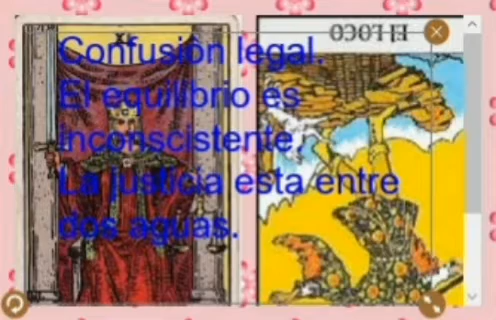 XI
EL LOCO
Confusión legal.
El equilibrio es
inconscistente.
La justicia esta entre
dos aguas.